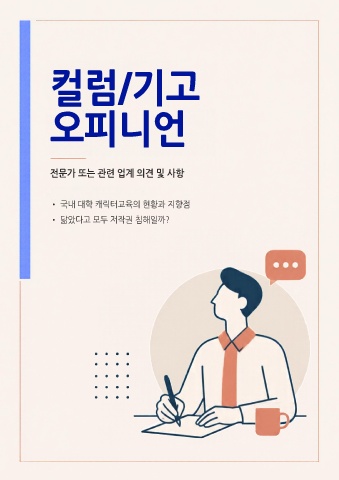 컬럼/기고
오피니언
전문가 또는 관련 업계 의견 및 사항
• 국내 대학 캐릭터교육의 현황과 지향점
• 닮았다고 모두 저작권 침해일까?